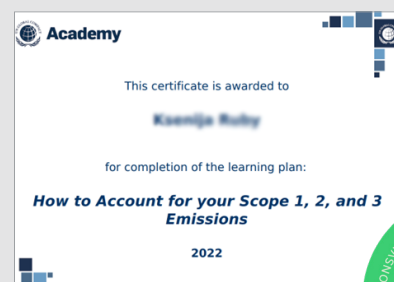 Academy
This certificate is awarded to
for completion of the learning plan:
How to Account for your Scope 1, 2, and 3
Emissions
2022